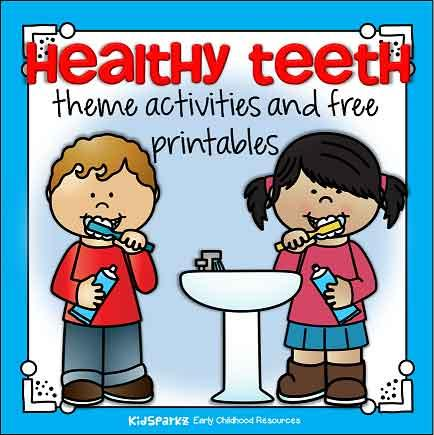 Healthy Teeth
theme activities and free
printables
KidSparkz Early Childhood Resources